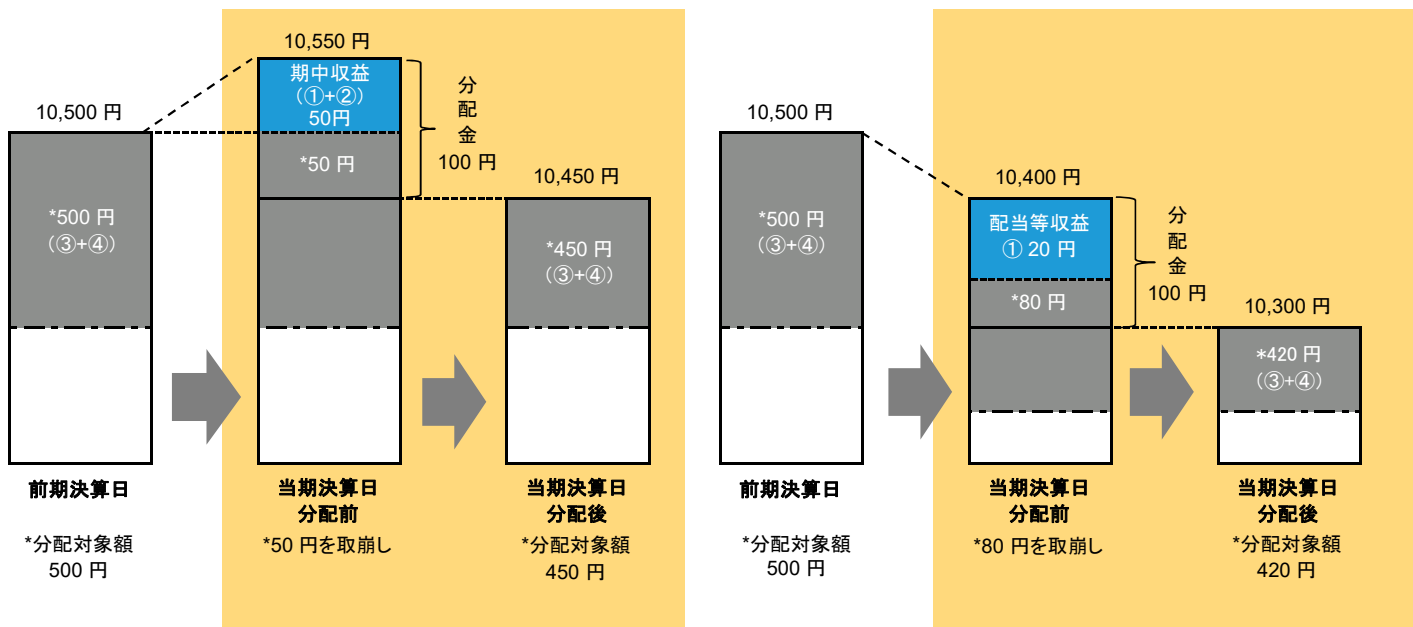 10,500 円
*500 円
(③+④)
前期決算日
*分配対象額
500 円
10,550 円
期中収益
(①+②)
50円
*50 円
分配金
100 円
当期決算日
分配前
*50 円を取崩し
10,450 円
*450 円
(③+④)
当期決算日
分配後
*分配対象額
450 円
10,500 円
*500 円
(③+④)
前期決算日
*分配対象額
500 円
10,400 円
配当等収益
① 20 円
*80 円
分配金
100 円
当期決算日
分配前
*80 円を取崩し
10,300 円
*420 円
(③+④)
当期決算日
分配後
*分配対象額
420 円